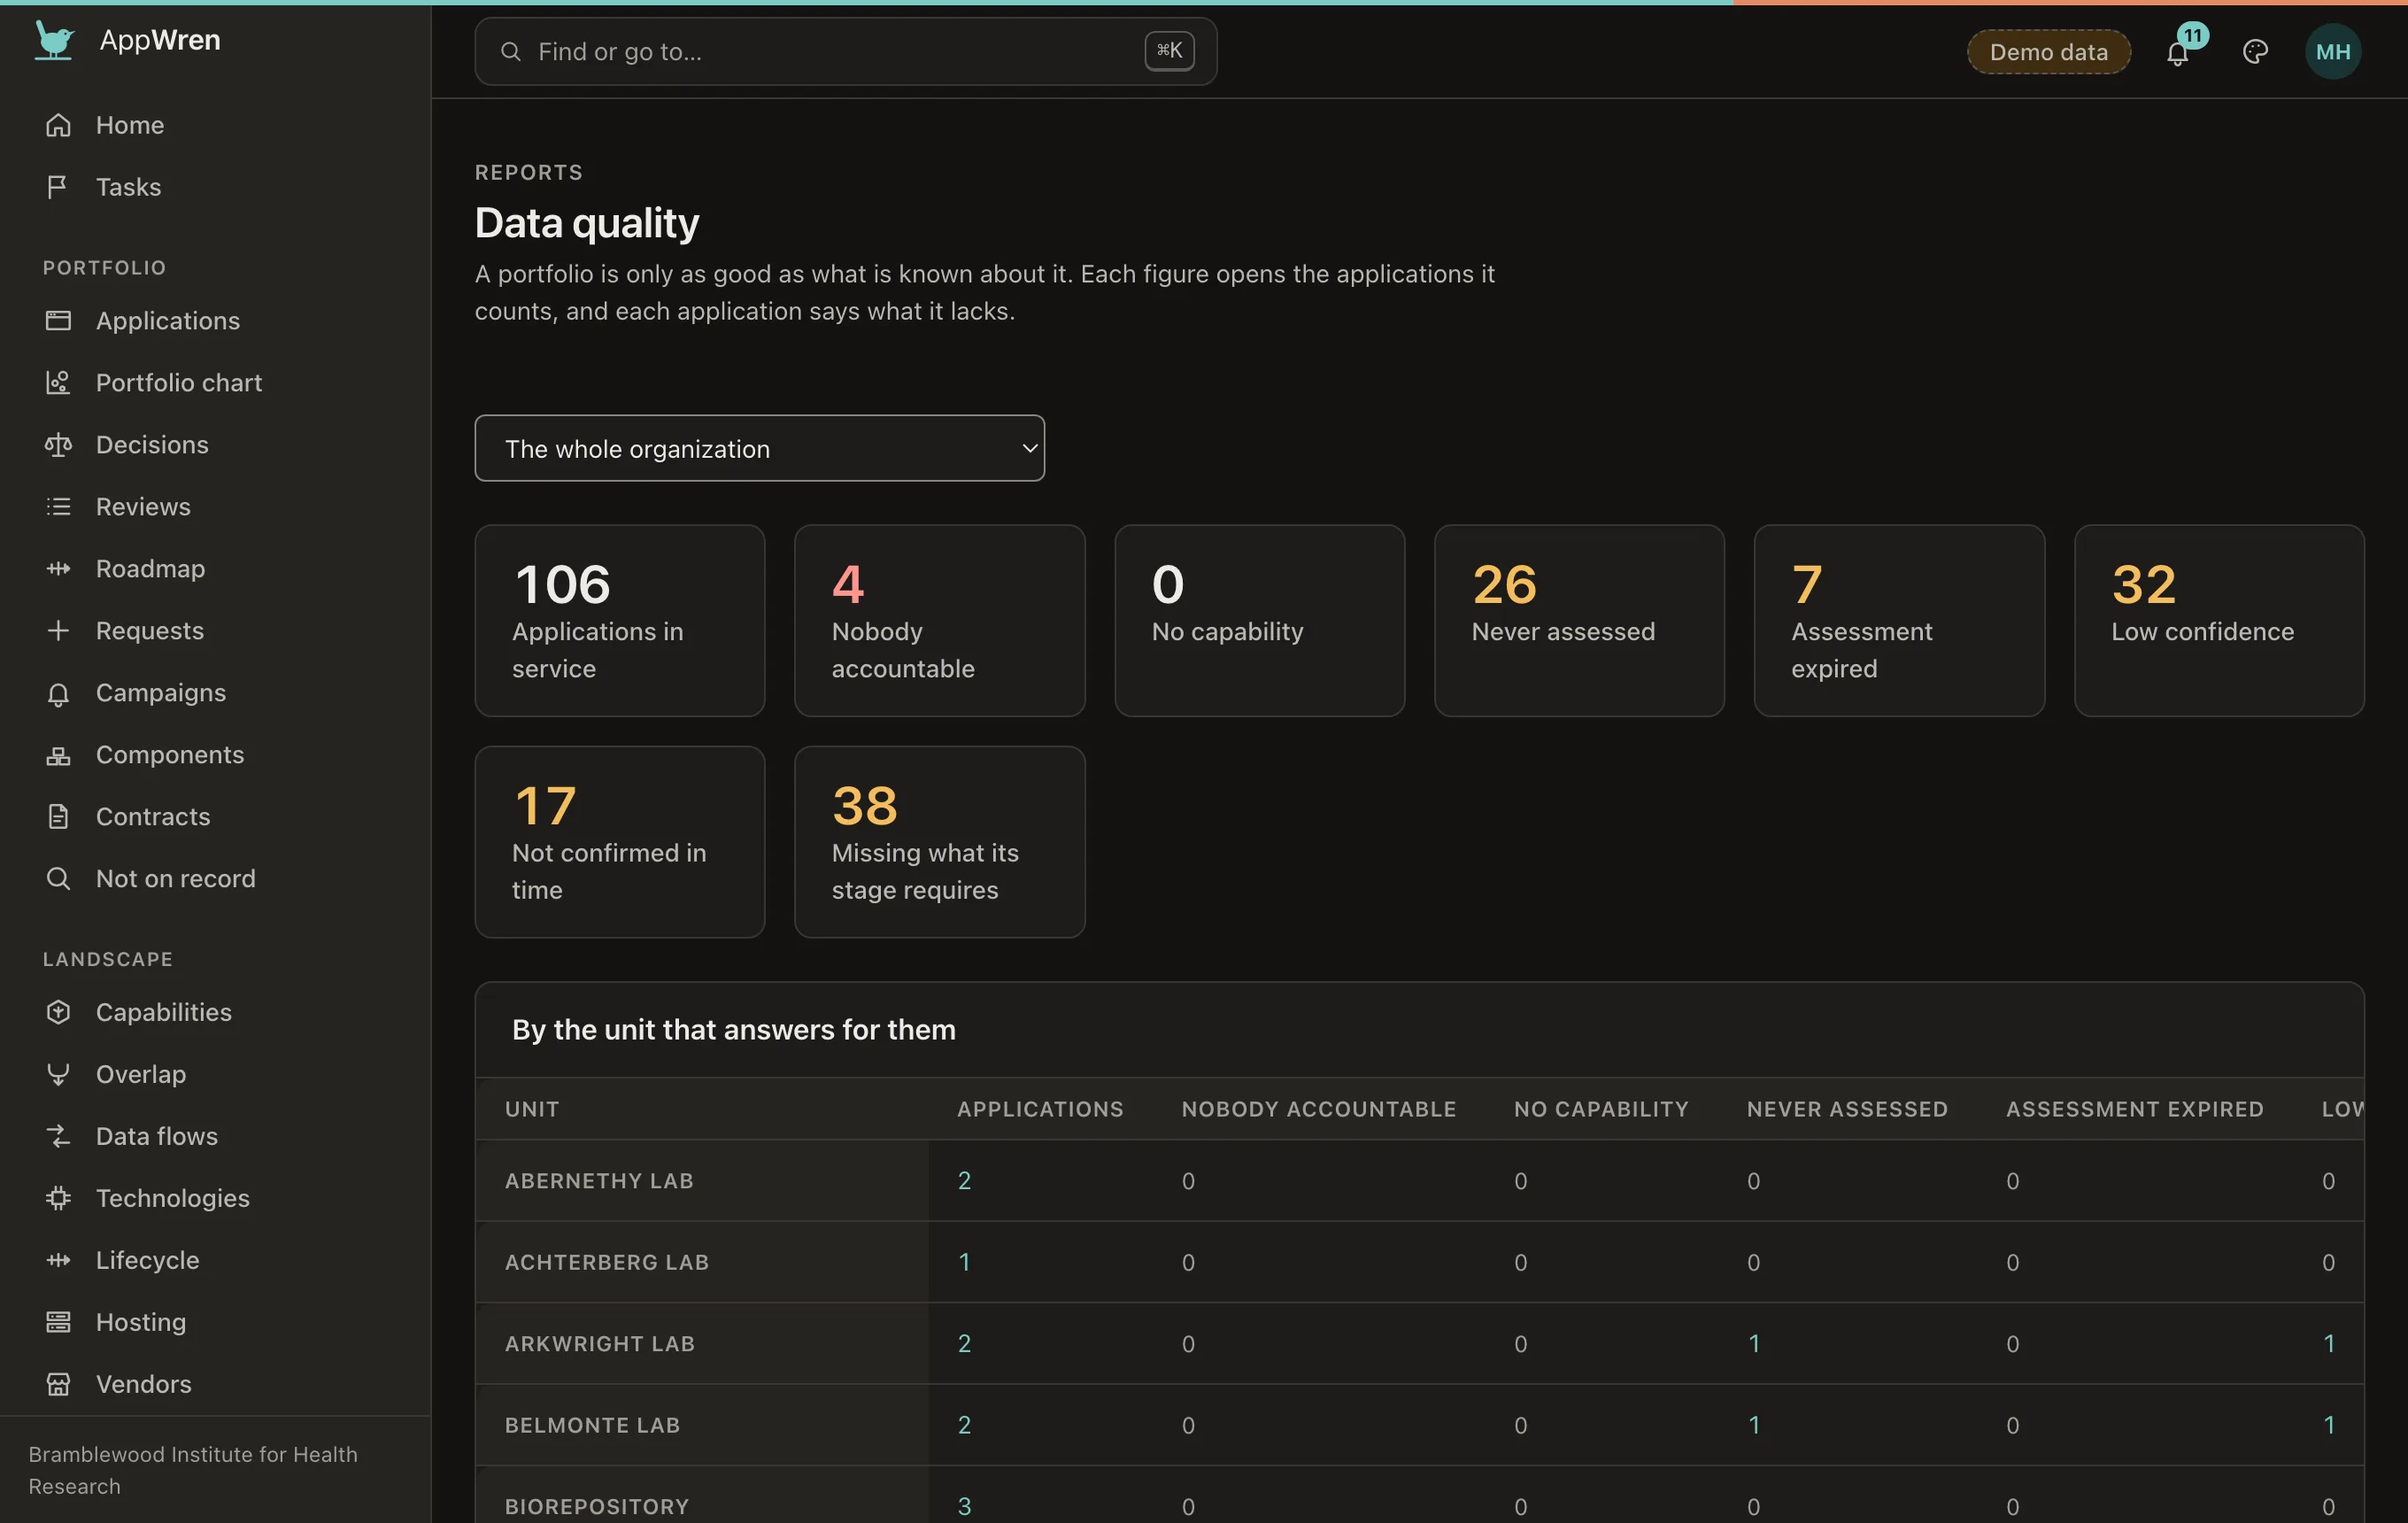 AppWren
Find or go to...
⌘K
Demo data
11
MH
Home
Tasks
PORTFOLIO
Applications
Portfolio chart
Decisions
Reviews
Roadmap
Requests
Campaigns
Components
Contracts
Not on record
LANDSCAPE
Capabilities
Overlap
Data flows
Technologies
Lifecycle
Hosting
Vendors
Bramblewood Institute for Health
Research
REPORTS
Data quality
A portfolio is only as good as what is known about it. Each figure opens the applications it
counts, and each application says what it lacks.
The whole organization
106
Applications in
service
4
Nobody
accountable
0
No capability
26
Never assessed
7
Assessment
expired
32
Low confidence
17
Not confirmed in
time
38
Missing what its
stage requires
By the unit that answers for them
UNIT APPLICATIONS NOBODY ACCOUNTABLE NO CAPABILITY NEVER ASSESSED ASSESSMENT EXPIRED LOW
ABERNETHY LAB 2 0 0 0 0 0
ACHTERBERG LAB 1 0 0 0 0 0
ARKWRIGHT LAB 2 0 0 1 0 1
BELMONTE LAB 2 0 0 1 0 1
BIOREPOSITORY 3 0 0 0 0 0